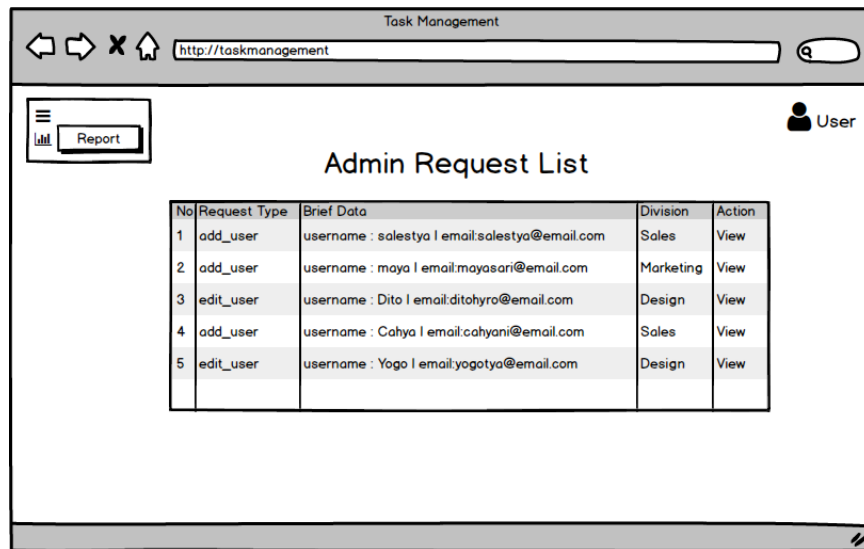 Task Management
http://taskmanagement
Report
User
Admin Request List
No Request Type Brief Data Division Action
1 add_user username : salestya | email:salestya@email.com Sales View
2 add_user username : maya | email:mayasari@email.com Marketing View
3 edit_user username : Dito | email:ditohyro@email.com Design View
4 add_user username : Cahya | email:cahyani@email.com Sales View
5 edit_user username : Yogo | email:yogotya@email.com Design View